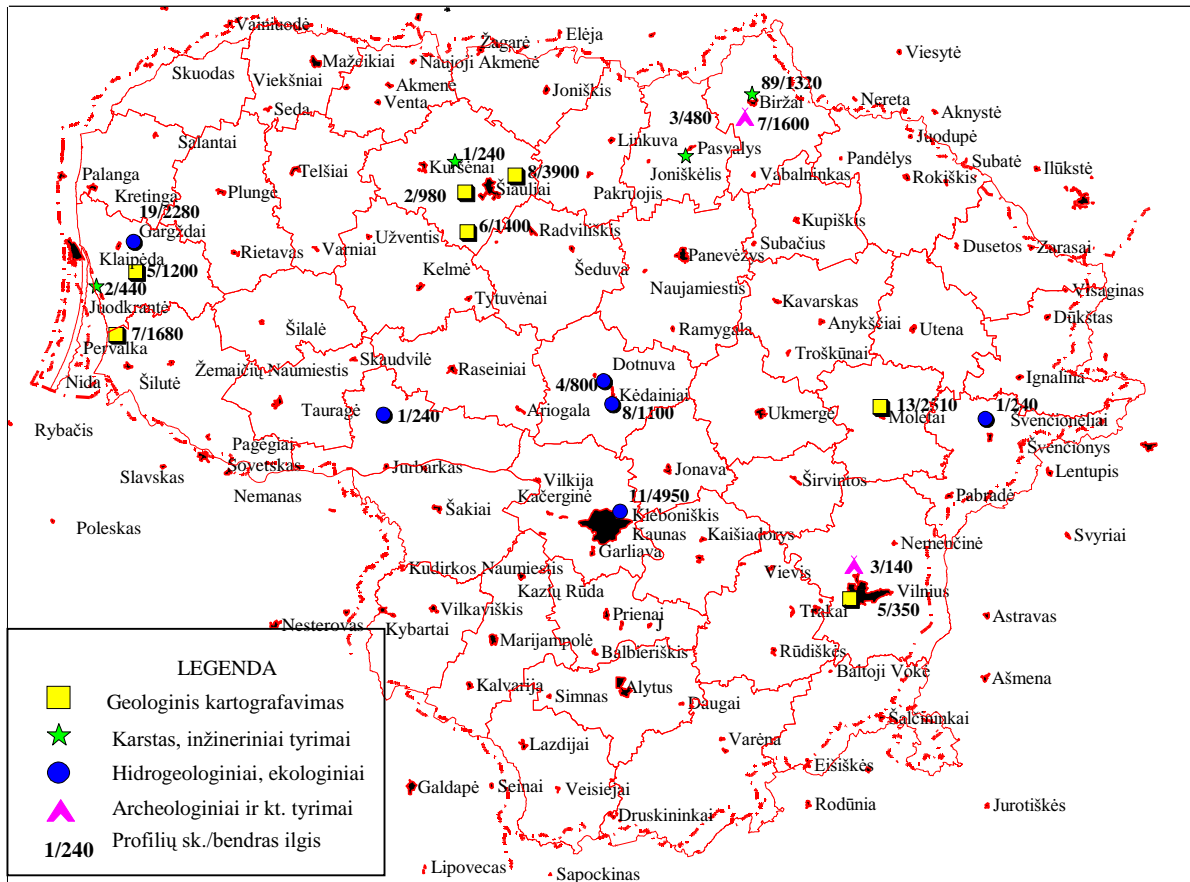 Vainiuodė
Elėja
Žagarė
Viesytė
Skuodas
Mažeikiai
Naujoji Akmenė
Viekšniai
Akmenė
Joniškis
89/1320
Biržai
Nereta
Seda
Venta
3/480
7/1600
Aknystė
Salantai
Linkuva
Juodupė
1/240
Pasvalys
Pandėlys
Subatė
Telšiai
Kuršėnai
8/3900
Joniškėlis
Ilūkštė
Palanga
Kretinga
Plungė
2/980
Šiauliai
Pakruojis
Vabalninkas
Rokiškis
19/2280
Gargždai
6/1400
Kupiškis
Užventis
Radviliškis
Rietavas
Varniai
Subačius
Dusetos
Zarasai
Klaipėda
5/1200
Kelmė
Šeduva
Panevėžys
2/440
Naujamiestis
Visaginas
Juodkrantė
Tytuvėnai
Kavarskas
7/1680
Šilalė
Ramygala
Anykščiai
Utena
Dūkštas
Pervalka
Skaudvilė
Troškūnai
Nida
Šilutė
Žemaičių Naumiestis
Raseiniai
Dotnuva
Ignalina
4/800
Kėdainiai
Tauragė
1/240
Ariogala
8/1100
Ukmergė
13/2510
Molėtai
1/240
Švenčionėliai
Rybačis
Pagėgiai
Švenčionys
Slavskas
Sovetskas
Jurbarkas
Jonava
Lentupis
Nemanas
Vilkija
Širvintos
Kačerginė
11/4950
Pabradė
Poleskas
Šakiai
Kleboniškis
Kaunas
Kaišiadorys
Nemenčinė
Svyriai
Garliava
Kudirkos Naumiestis
Vievis
3/140
Kazlų Rūda
Vilnius
Vilkaviškis
Prienai
Trakai
5/350
Astravas
Nesterovas
Kybartai
J
Marijampolė
Balbieriškis
Rūdiškės
Baltoji Vokė
Kalvarija
Simnas
Alytus
Ašmena
Daugai
Šalčininkai
Lazdijai
Varėna
Eišiškės
Galdapė
Seinai
Veisiejai
Druskininkai
Rodūnia
Jurotiškės
Lipovecas
Sapockinas
LEGENDA
Geologinis kartografavimas
Karstas, inžineriniai tyrimai
Hidrogeologiniai, ekologiniai
Archeologiniai ir kt. tyrimai
1/240 Profilių sk./bendras ilgis